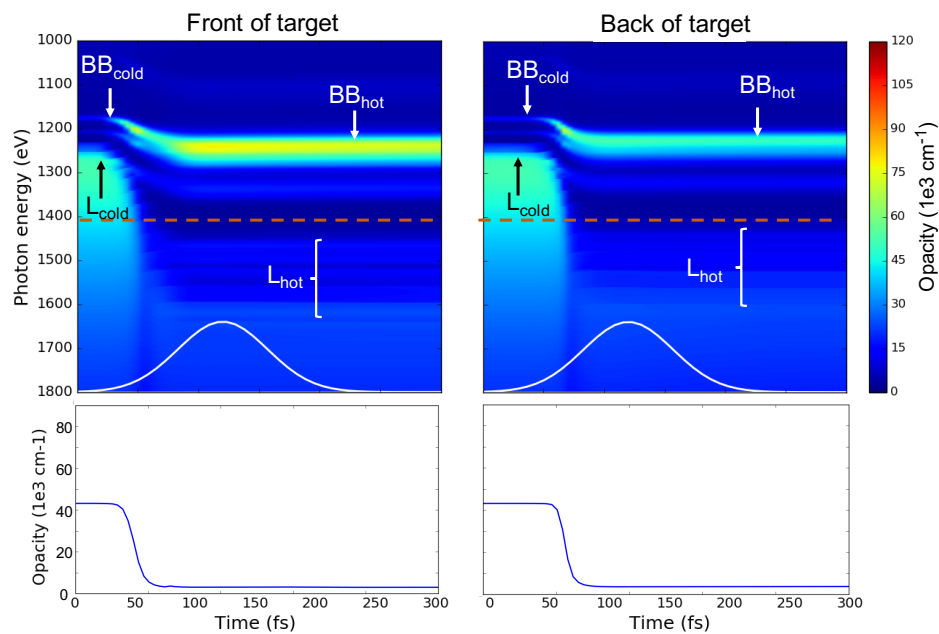 Front of target
Back of target
1000
1100
1200
1300
1400
1500
1600
1700
1800
Photon energy (eV)
BBcold
BBhot
Lcold
Lhot
BBcold
BBhot
Lcold
Lhot
120
105
90
75
60
45
30
15
0
Opacity (1e3 cm-1)
80
60
40
20
0
Opacity (1e3 cm-1)
0 50 100 150 200 250 300
Time (fs)
0 50 100 150 200 250 300
Time (fs)